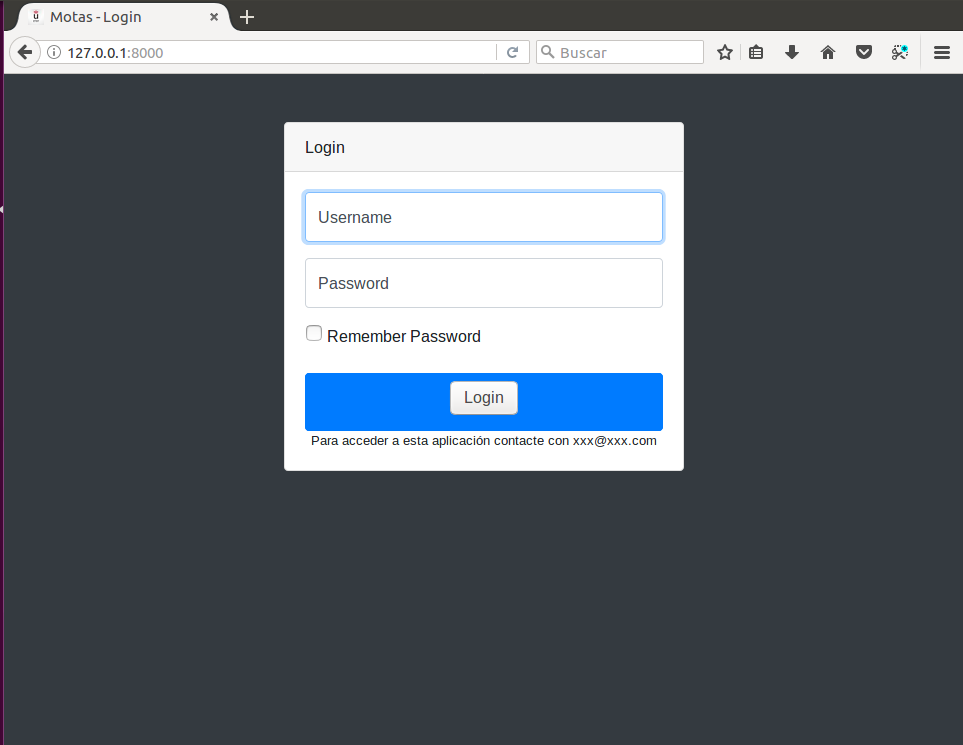 Motas - Login
127.0.0.1:8000
Buscar
Login
Username
Password
Remember Password
Login
Para acceder a esta aplicación contacte con xxx@xxx.com